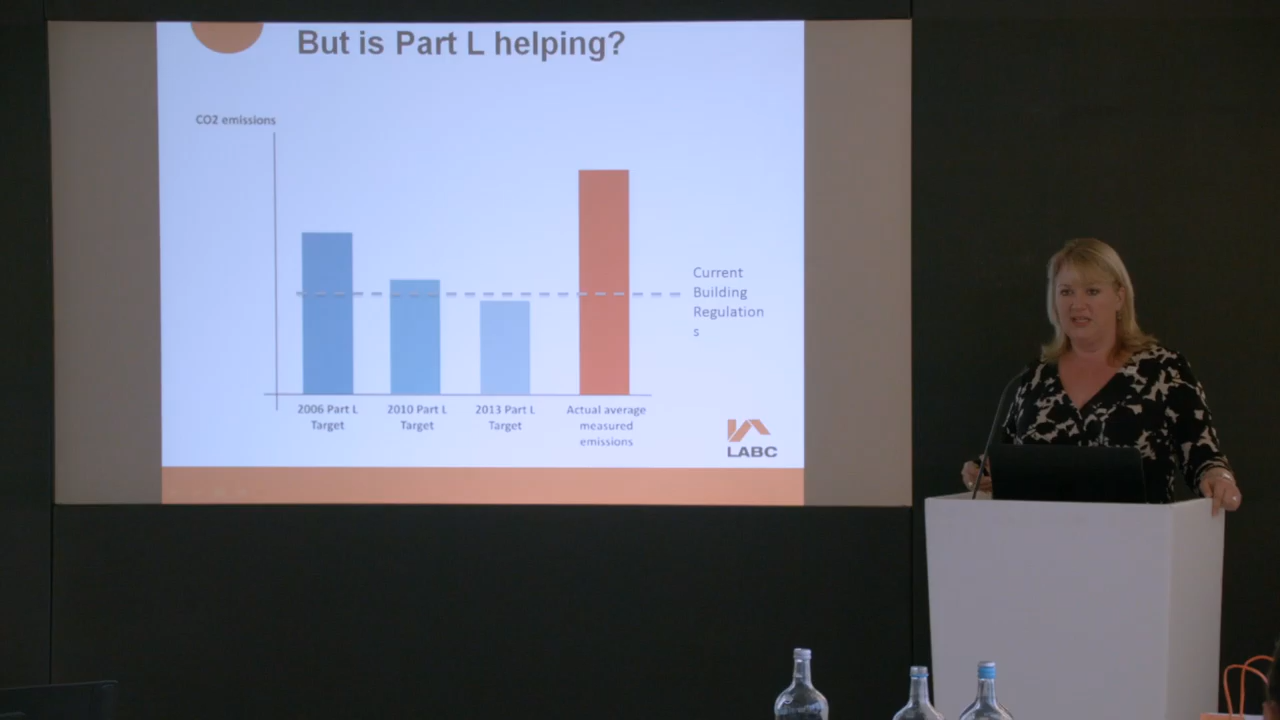 But is Part L helping?
CO2 emissions
Current
Building
Regulation
s
2006 Part L
Target
2010 Part L
Target
2013 Part L
Target
Actual average
measured
emissions
LABC